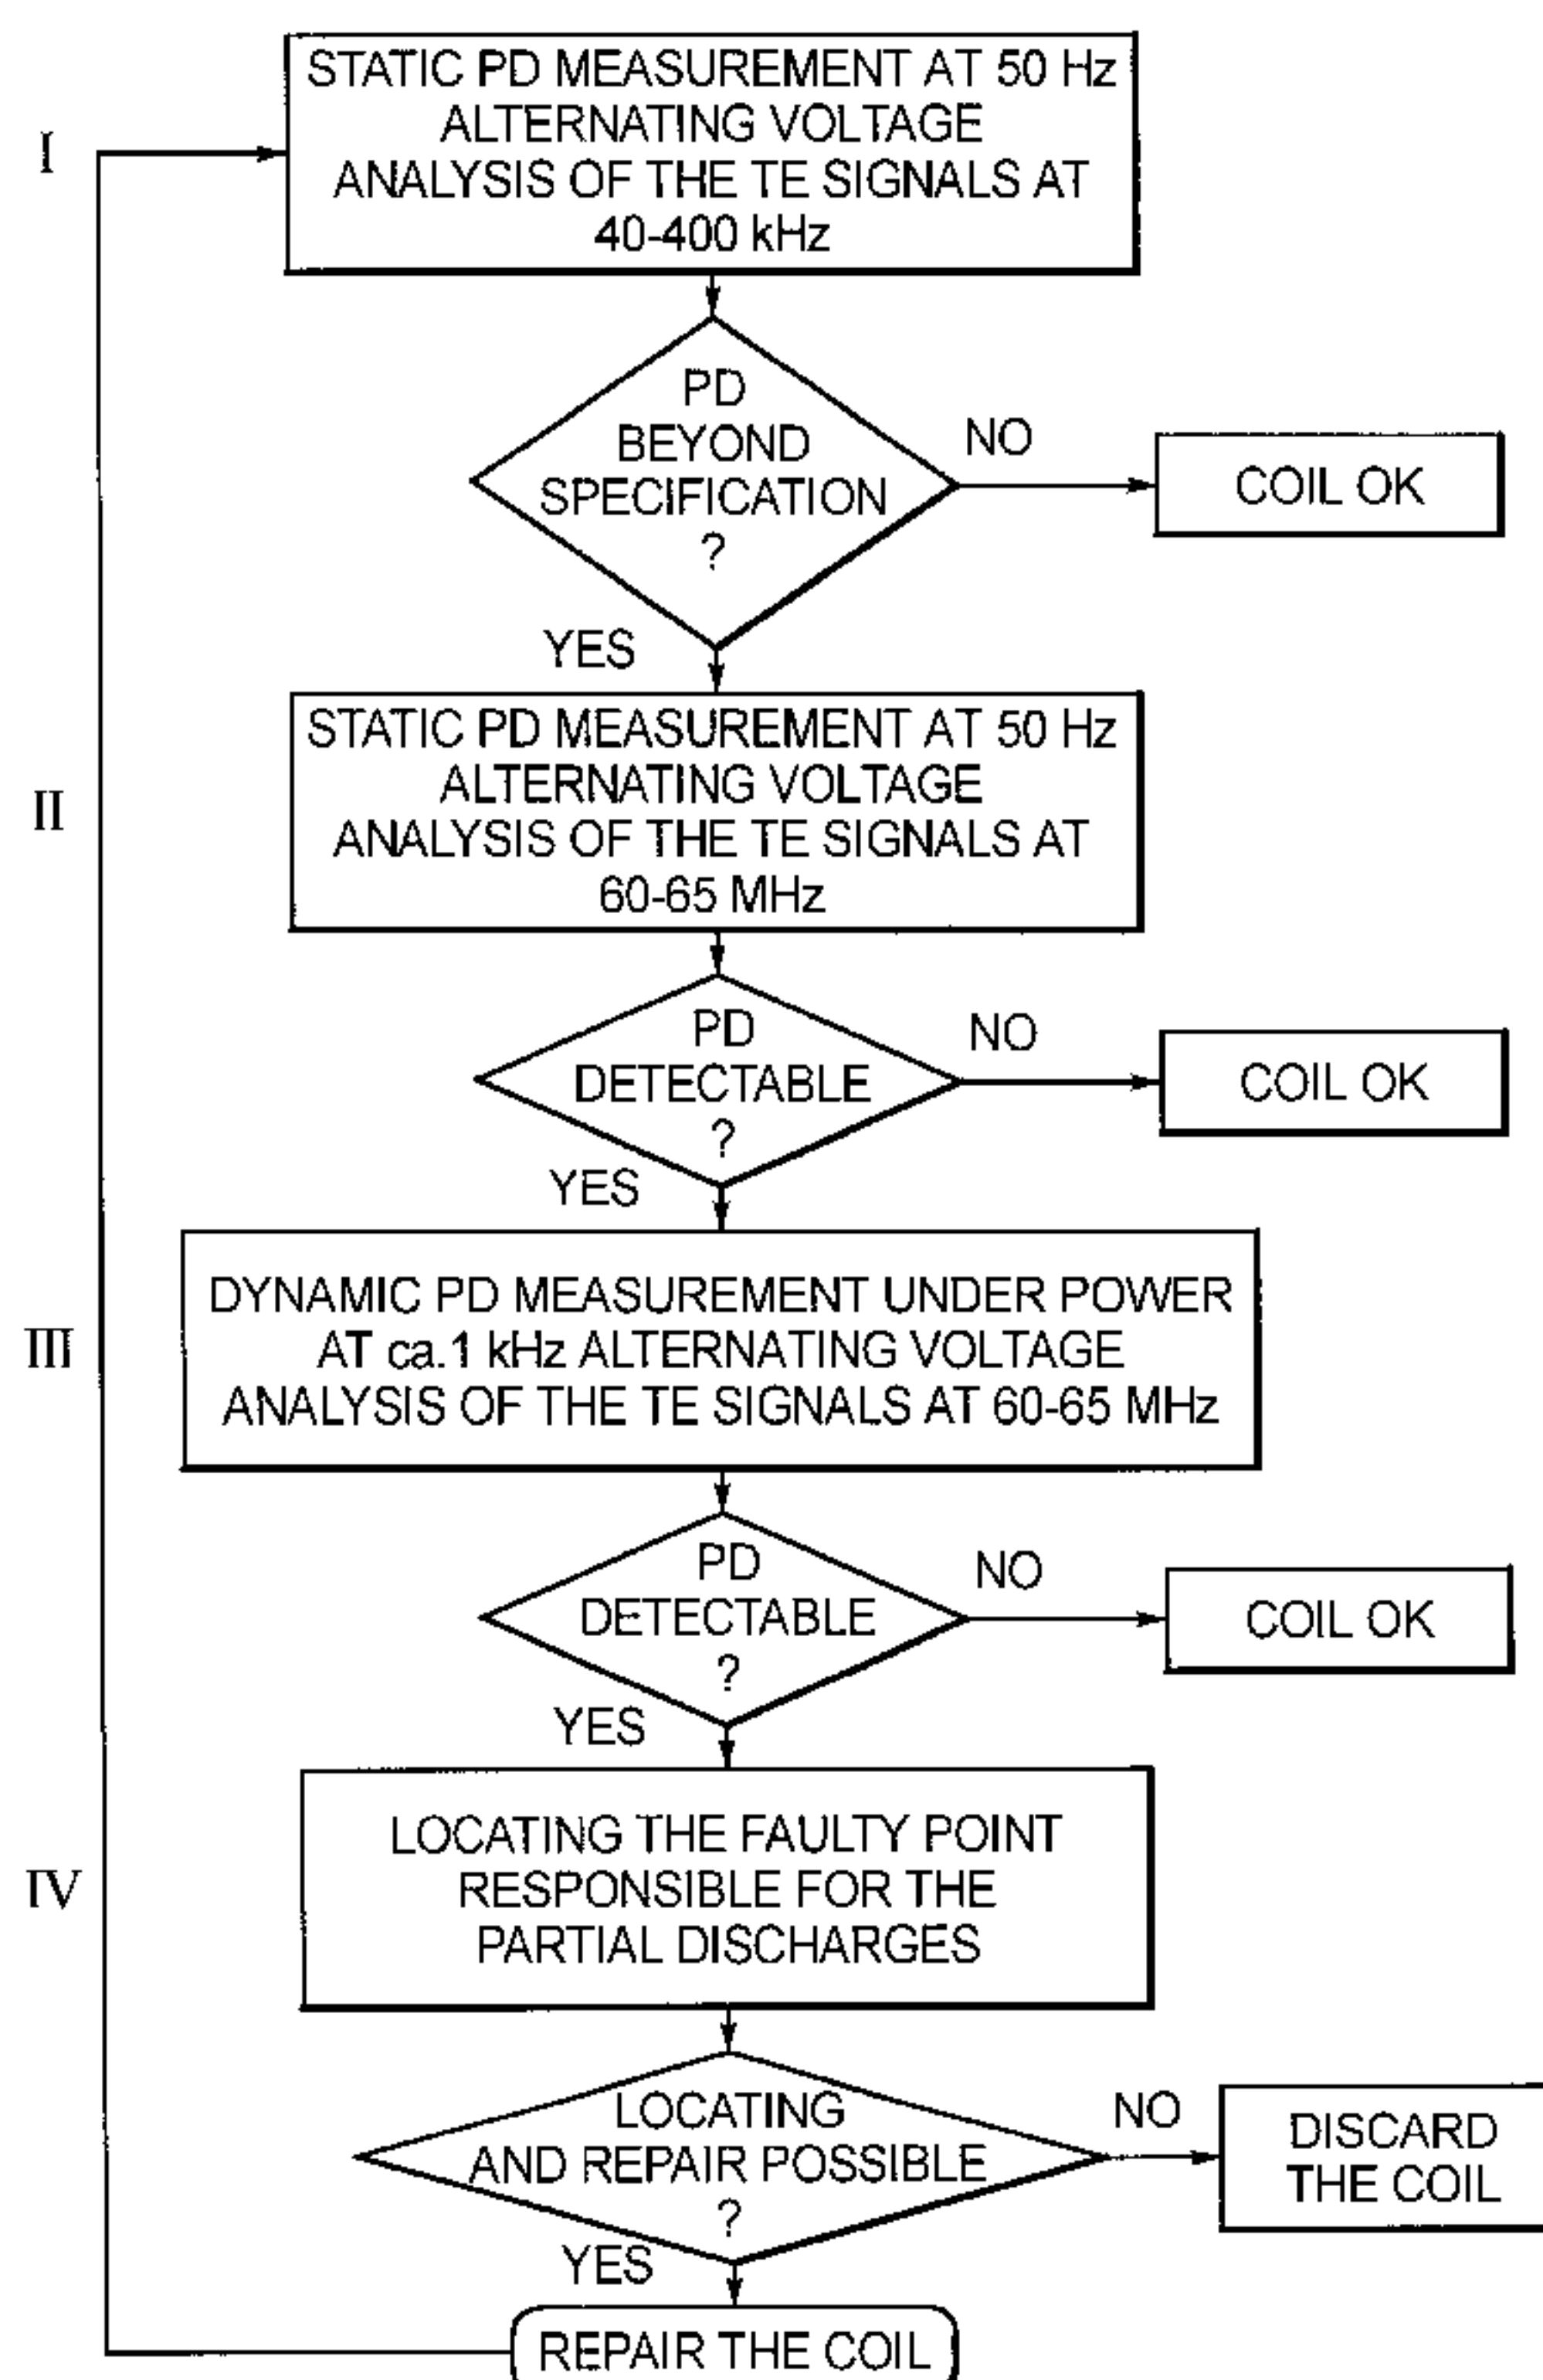 I
STATIC PD MEASUREMENT AT 50 Hz
ALTERNATING VOLTAGE
ANALYSIS OF THE TE SIGNALS AT
40-400 kHz
PD
BEYOND
SPECIFICATION
?
NO
COIL OK
YES
II
STATIC PD MEASUREMENT AT 50 Hz
ALTERNATING VOLTAGE
ANALYSIS OF THE TE SIGNALS AT
60-65 MHz
PD
DETECTABLE
?
NO
COIL OK
YES
III
DYNAMIC PD MEASUREMENT UNDER POWER
AT ca.1 kHz ALTERNATING VOLTAGE
ANALYSIS OF THE TE SIGNALS AT 60-65 MHz
PD
DETECTABLE
?
NO
COIL OK
YES
IV
LOCATING THE FAULTY POINT
RESPONSIBLE FOR THE
PARTIAL DISCHARGES
LOCATING
AND REPAIR POSSIBLE
?
NO
DISCARD
THE COIL
YES
REPAIR THE COIL